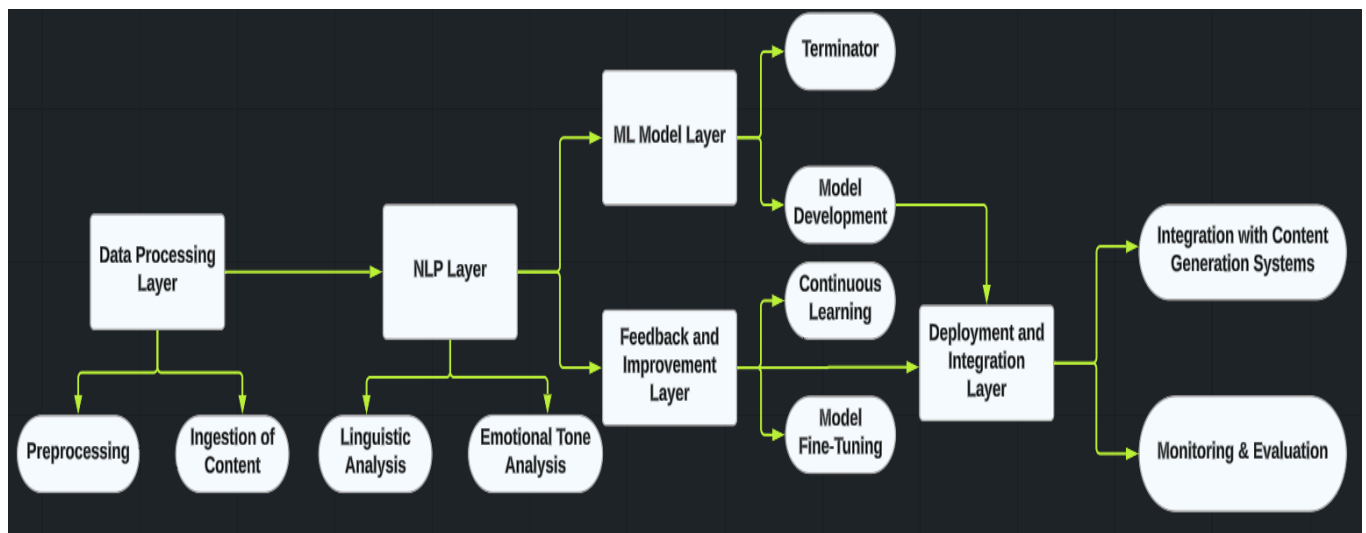 Terminator
ML Model Layer
Model
Development
Data Processing
Layer
NLP Layer
Integration with Content
Generation Systems
Continuous
Learning
Feedback and
Improvement
Layer
Deployment and
Integration
Layer
Preprocessing
Ingestion of
Content
Linguistic
Analysis
Emotional Tone
Analysis
Model
Fine-Tuning
Monitoring & Evaluation